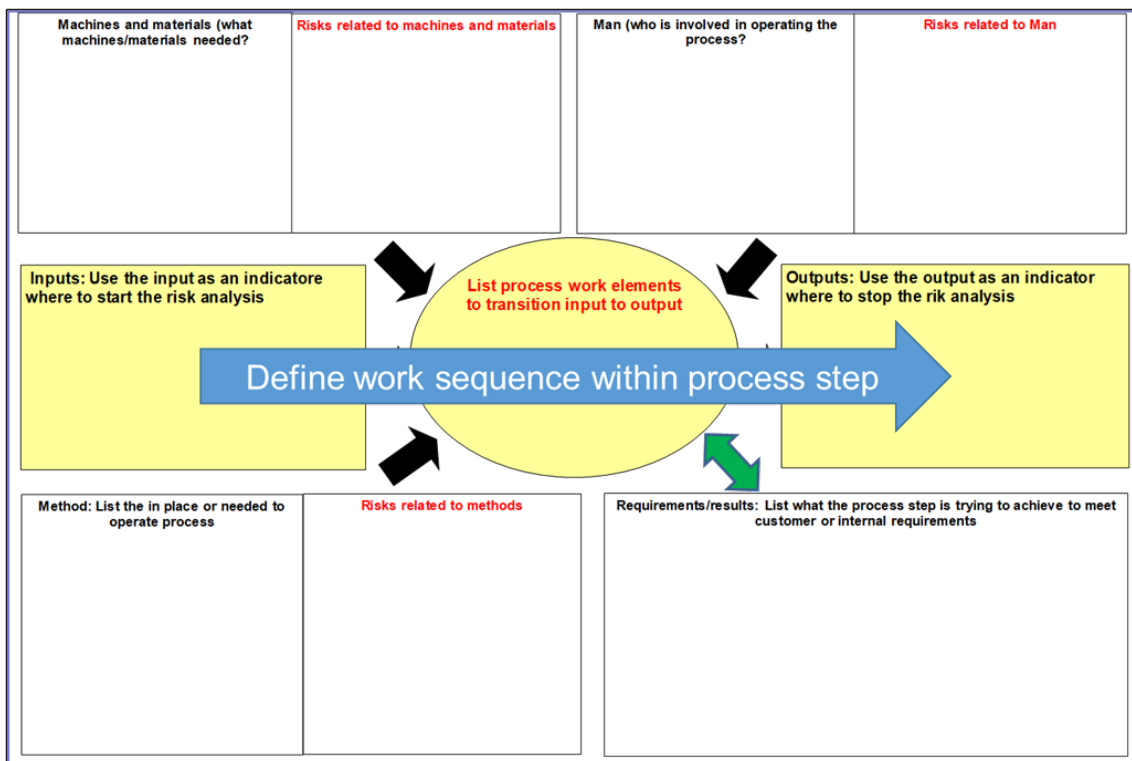 Machines and materials (what
machines/materials needed?
Risks related to machines and materials
Man (who is involved in operating the
process?
Risks related to Man
Inputs: Use the input as an indicatore
where to start the risk analysis
List process work elements
to transition input to output
Outputs: Use the output as an indicator
where to stop the rik analysis
Define work sequence within process step
Method: List the in place or needed to
operate process
Risks related to methods
Requirements/results: List what the process step is trying to achieve to meet
customer or internal requirements